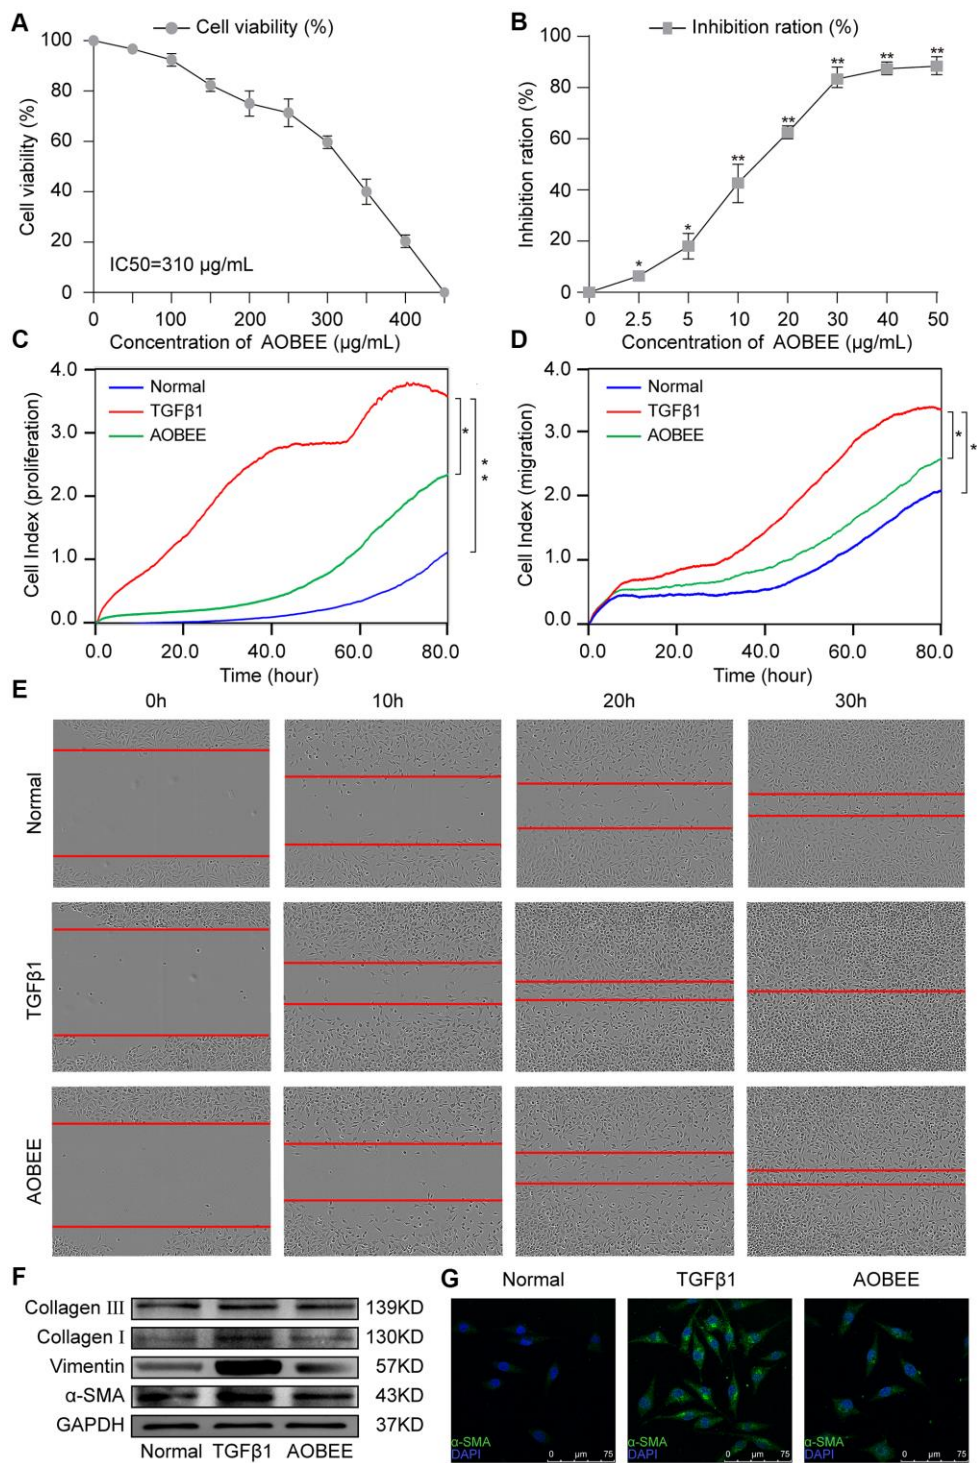 A
Cell viability (%)
Cell viability (%)
100
80
60
40
20
0
IC50=310 μg/mL
0 100 200 300 400
Concentration of AOBEE (μg/mL)
B
Inhibition ration (%)
Inhibition ration (%)
100
80
60
40
20
0
* * ** ** ** ** **
0 2.5 5 10 20 30 40 50
Concentration of AOBEE (μg/mL)
C
Cell Index (proliferation)
4.0
3.0
2.0
1.0
0.0
Normal
TGFβ1
AOBEE
*
**
0.0 20.0 40.0 60.0 80.0
Time (hour)
D
Cell Index (migration)
4.0
3.0
2.0
1.0
0.0
Normal
TGFβ1
AOBEE
*
*
0.0 20.0 40.0 60.0 80.0
Time (hour)
E
0h 10h 20h 30h
Normal
TGFβ1
AOBEE
F
Collagen III 139KD
Collagen I 130KD
Vimentin 57KD
α-SMA 43KD
GAPDH 37KD
Normal TGFβ1 AOBEE
G
Normal TGFβ1 AOBEE
α-SMA
DAPI
0 μm 75
α-SMA
DAPI
0 μm 75
α-SMA
DAPI
0 μm 75